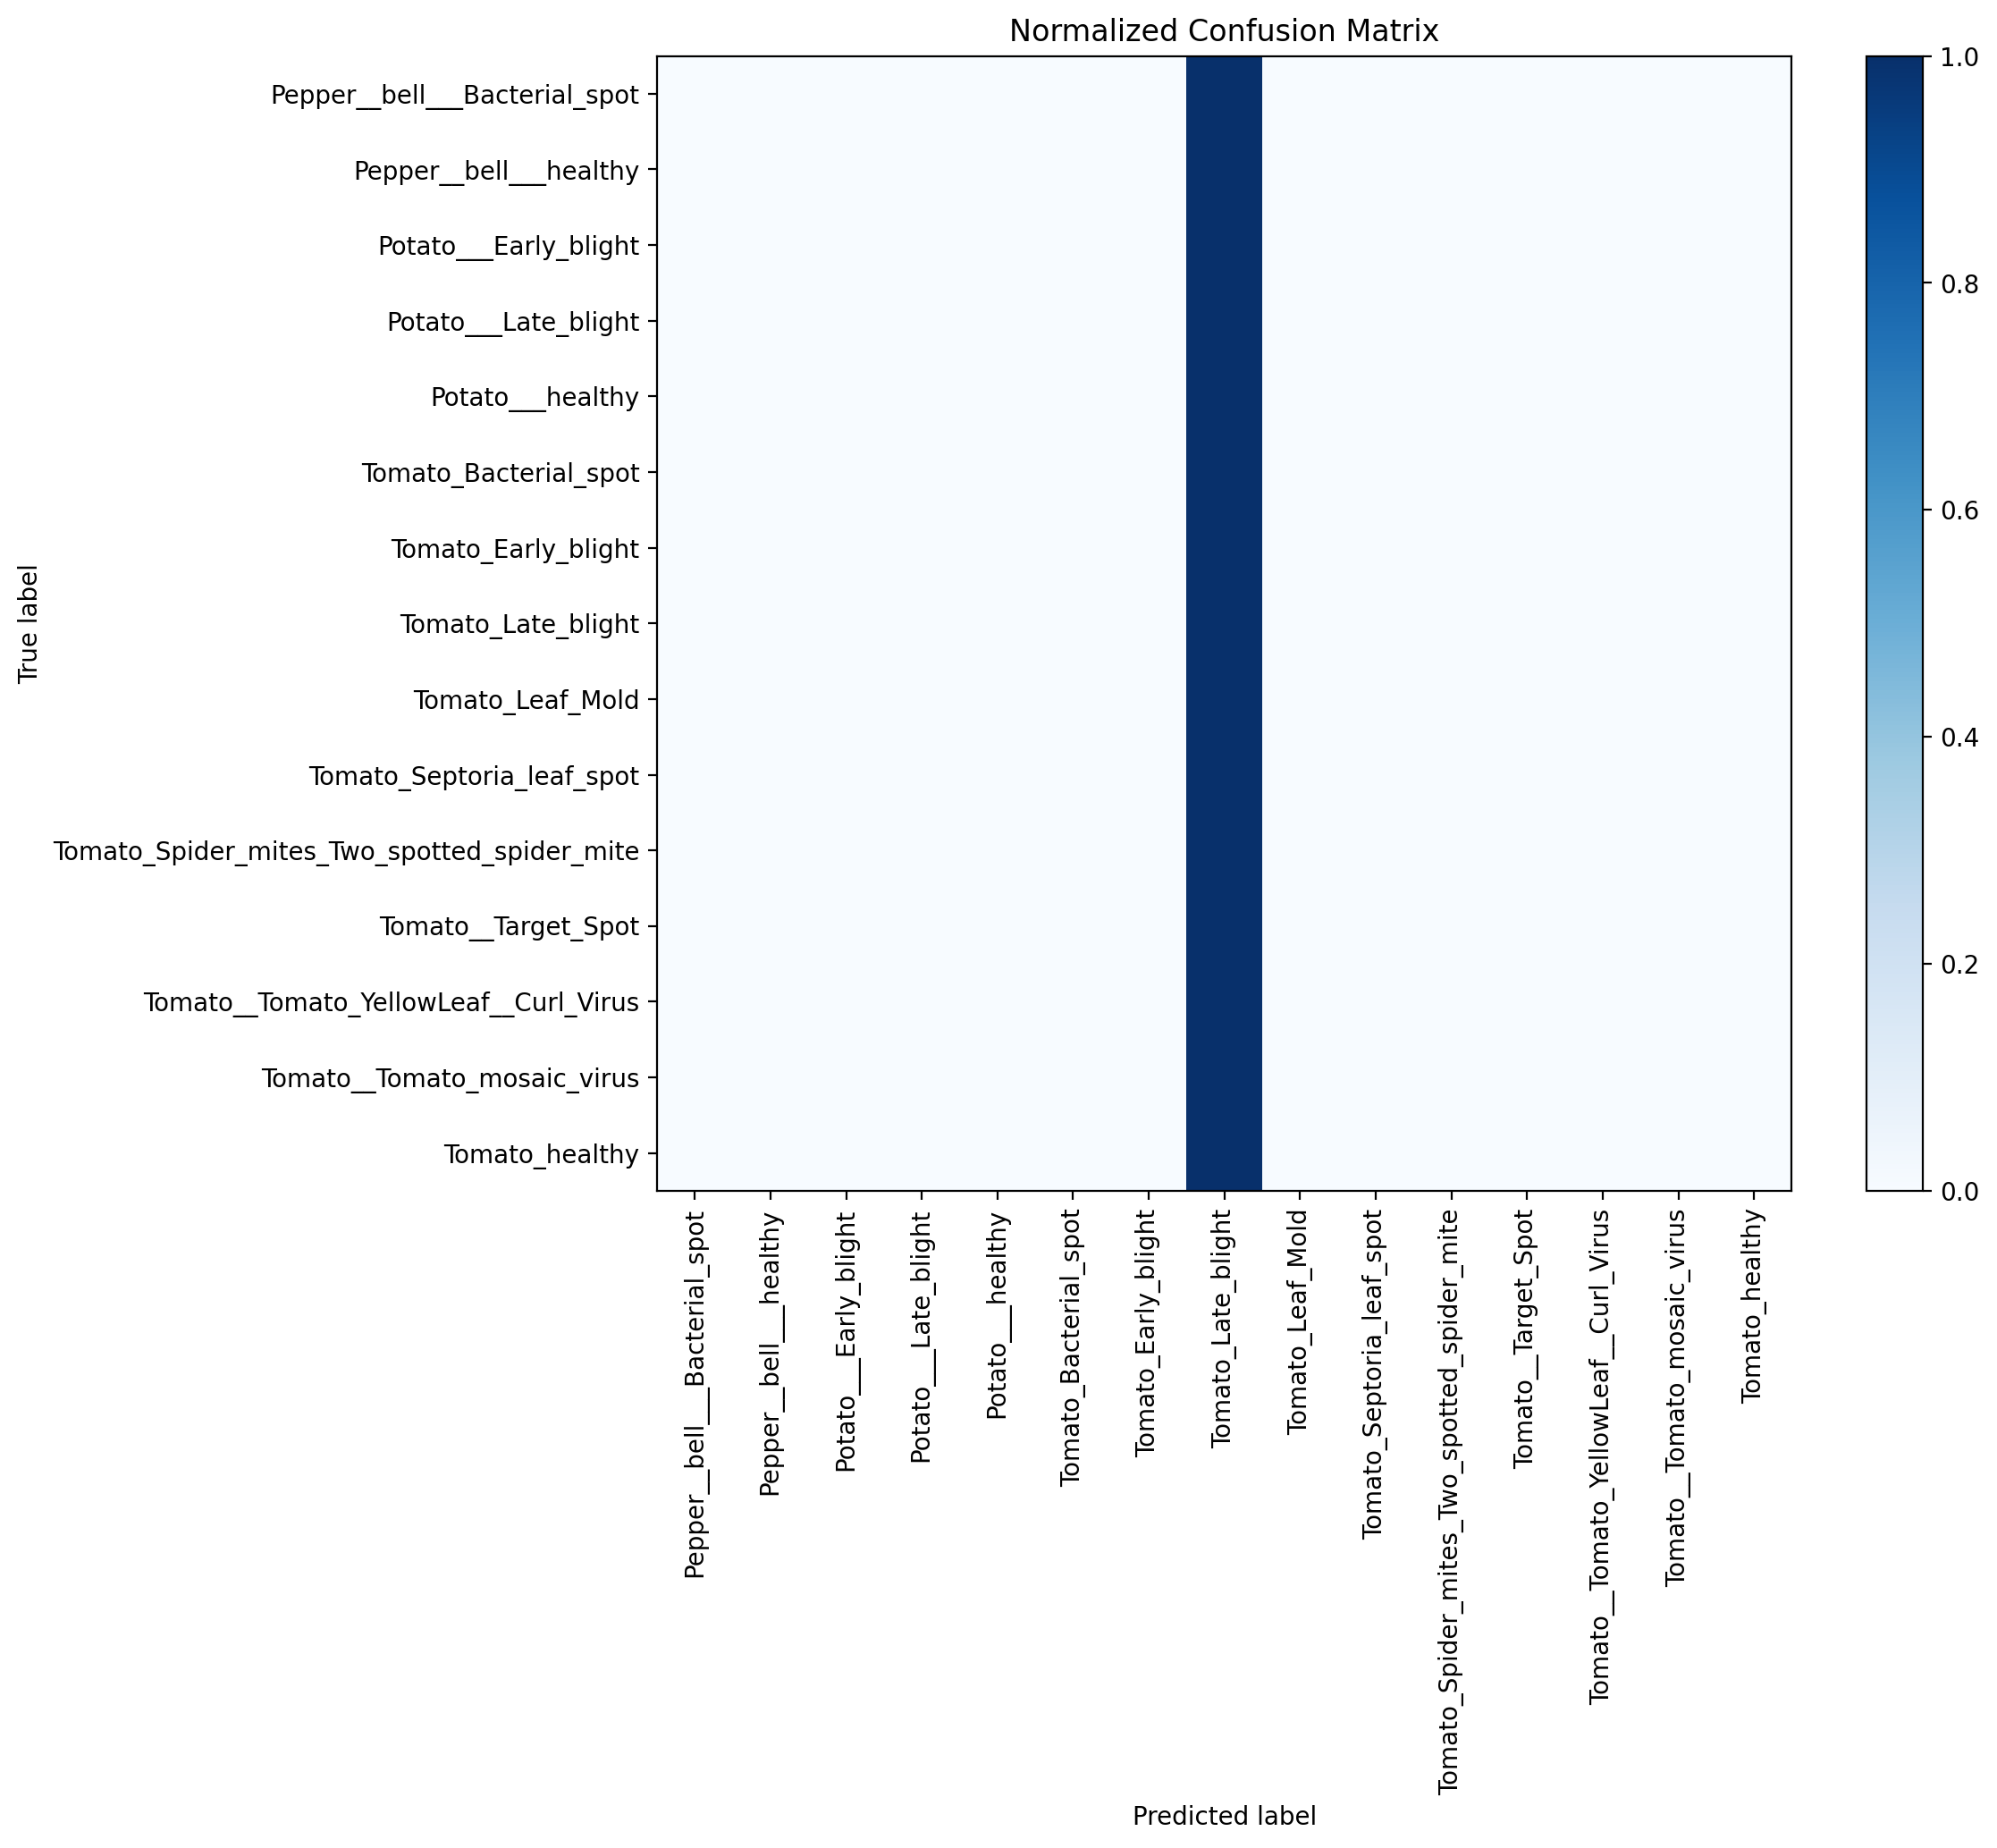 Normalized Confusion Matrix
True label
Pepper__bell___Bacterial_spot
Pepper__bell___healthy
Potato___Early_blight
Potato___Late_blight
Potato___healthy
Tomato_Bacterial_spot
Tomato_Early_blight
Tomato_Late_blight
Tomato_Leaf_Mold
Tomato_Septoria_leaf_spot
Tomato_Spider_mites_Two_spotted_spider_mite
Tomato__Target_Spot
Tomato__Tomato_YellowLeaf__Curl_Virus
Tomato__Tomato_mosaic_virus
Tomato_healthy
Pepper__bell___Bacterial_spot
Pepper__bell___healthy
Potato___Early_blight
Potato___Late_blight
Potato___healthy
Tomato_Bacterial_spot
Tomato_Early_blight
Tomato_Late_blight
Tomato_Leaf_Mold
Tomato_Septoria_leaf_spot
Tomato_Spider_mites_Two_spotted_spider_mite
Tomato__Target_Spot
Tomato__Tomato_YellowLeaf__Curl_Virus
Tomato__Tomato_mosaic_virus
Tomato_healthy
Predicted label
1.0
0.8
0.6
0.4
0.2
0.0